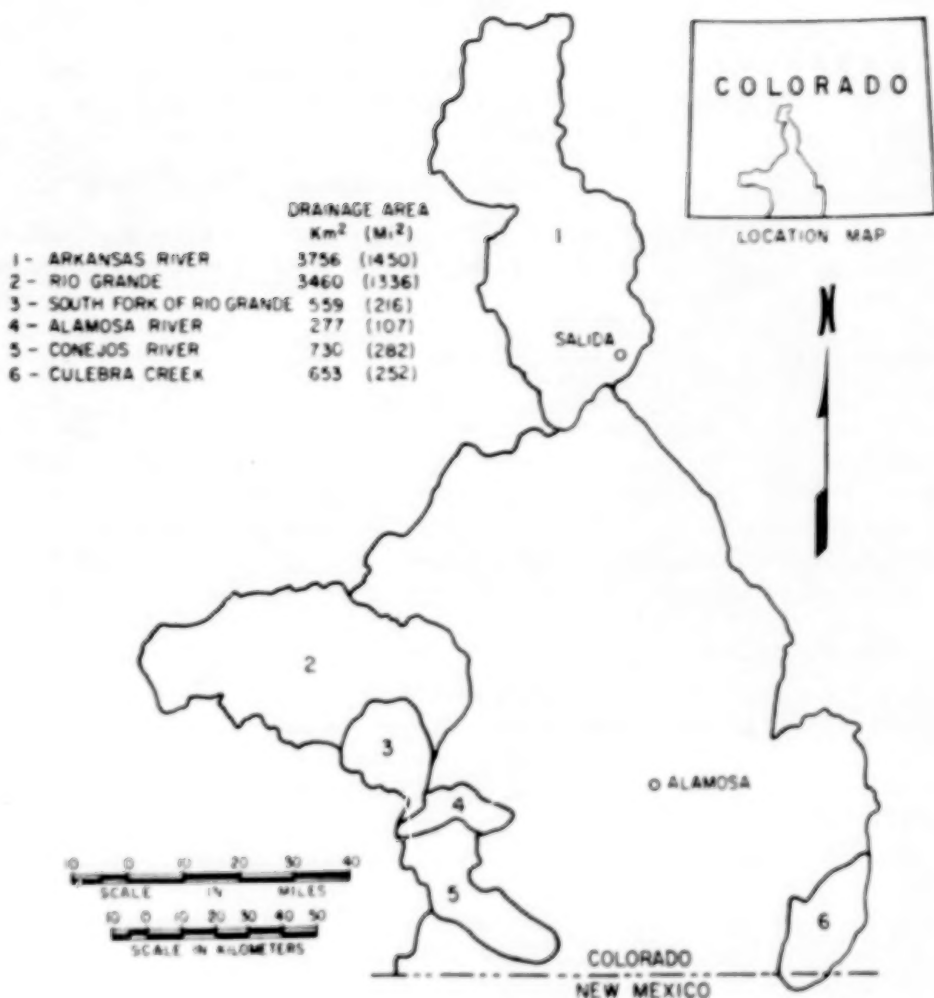 COLORADO
LOCATION MAP
DRAINAGE AREA
Km² (Mi²)
1 - ARKANSAS RIVER 3756 (1450)
2 - RIO GRANDE 3460 (1336)
3 - SOUTH FORK OF RIO GRANDE 559 (216)
4 - ALAMOSA RIVER 277 (107)
5 - CONEJOS RIVER 730 (282)
6 - CULEBRA CREEK 653 (252)
1
N
SALIDA
2
3
ALAMOSA
4
10 0 10 20 30 40
SCALE IN MILES
5
10 0 10 20 30 40 50
SCALE IN KILOMETERS
6
COLORADO
NEW MEXICO